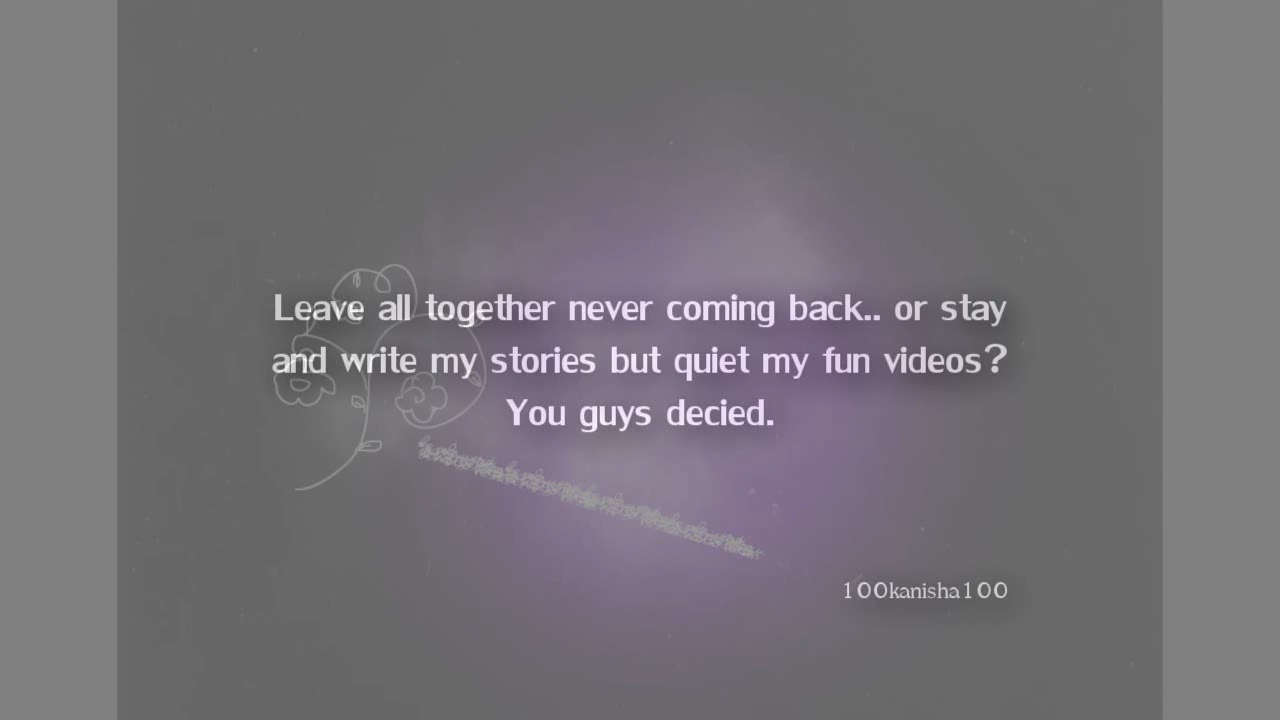 Leave all together never coming back.. or stay
and write my stories but quiet my fun videos?
You guys decied.
100kanisha100